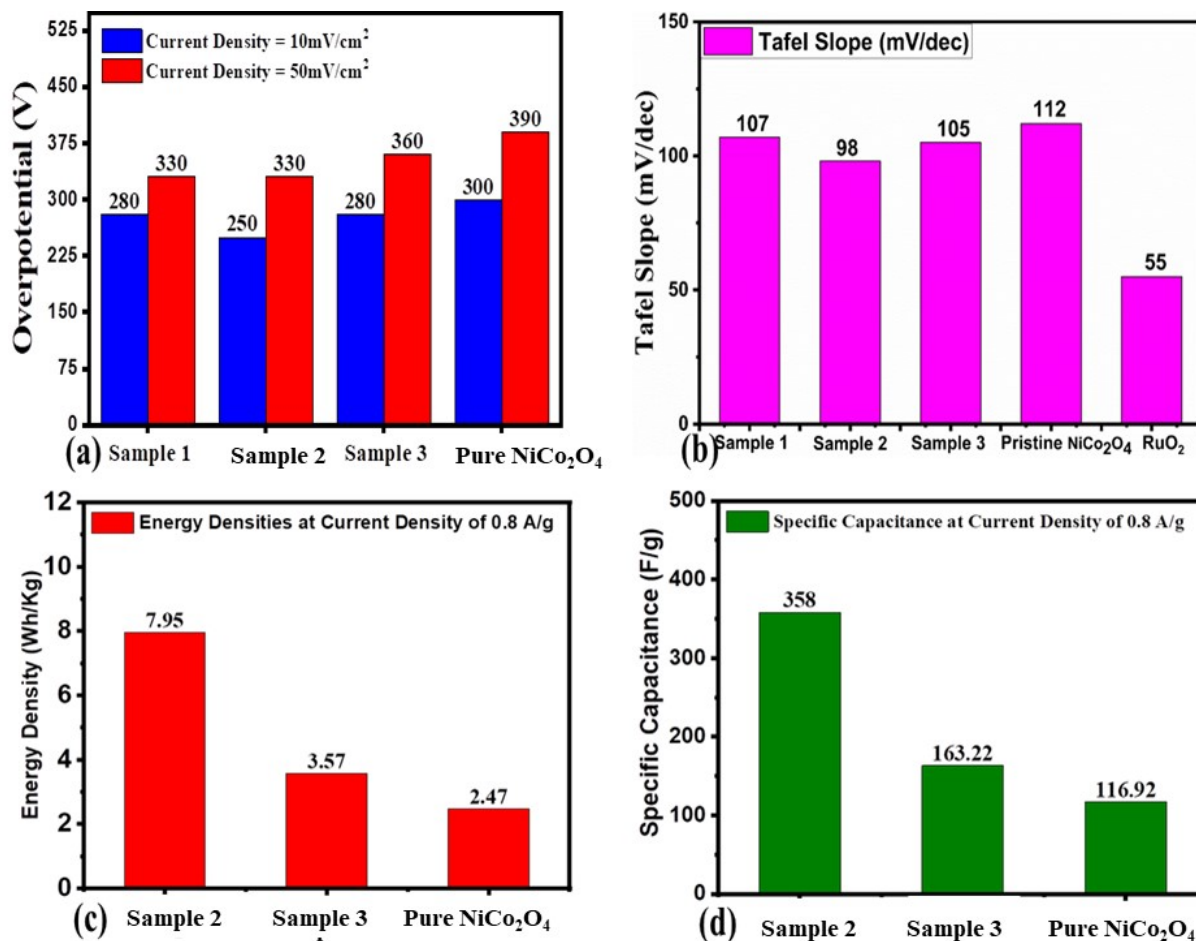 525
450
375
300
225
150
75
0
Overpotential (V)
Current Density = 10mV/cm²
Current Density = 50mV/cm²
280
330
250
330
280
360
300
390
(a)
Sample 1
Sample 2
Sample 3
Pure NiCo₂O₄
150
100
50
0
Tafel Slope (mV/dec)
Tafel Slope (mV/dec)
107
98
105
112
55
(b)
Sample 1
Sample 2
Sample 3
Pristine NiCo₂O₄
RuO₂
12
10
8
6
4
2
0
Energy Density (Wh/Kg)
Energy Densities at Current Density of 0.8 A/g
7.95
3.57
2.47
(c)
Sample 2
Sample 3
Pure NiCo₂O₄
500
400
300
200
100
0
Specific Capacitance (F/g)
Specific Capacitance at Current Density of 0.8 A/g
358
163.22
116.92
(d)
Sample 2
Sample 3
Pure NiCo₂O₄